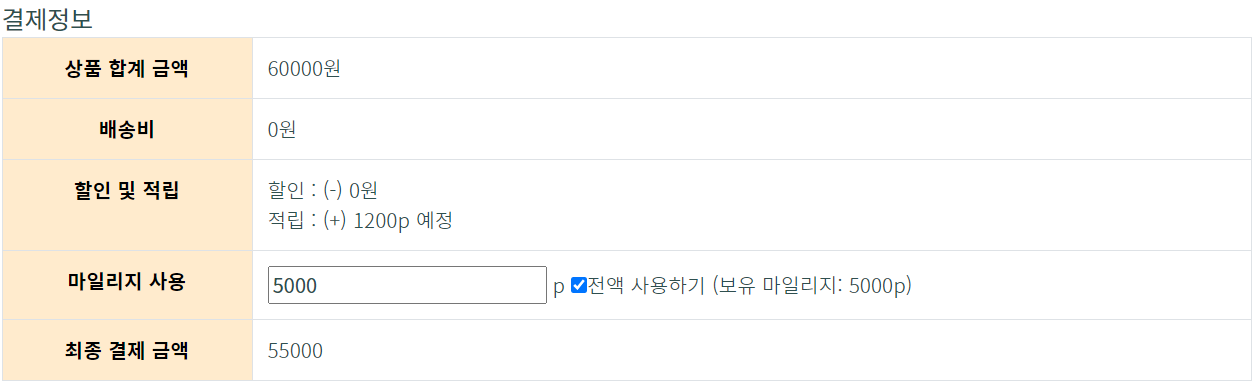 결제정보
상품 합계 금액 60000원
배송비 0원
할인 및 적립 할인 : (-) 0원
적립 : (+) 1200p 예정
마일리지 사용 5000 p 전액 사용하기 (보유 마일리지: 5000p)
최종 결제 금액 55000